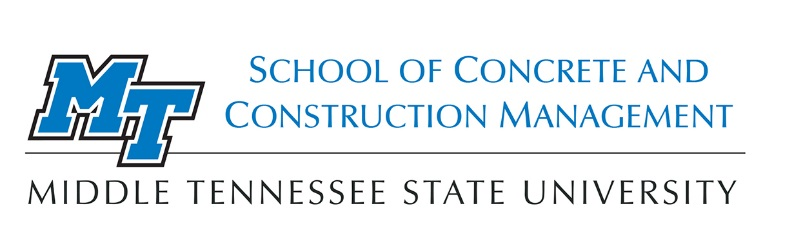 MT
SCHOOL OF CONCRETE AND
CONSTRUCTION MANAGEMENT
MIDDLE TENNESSEE STATE UNIVERSITY